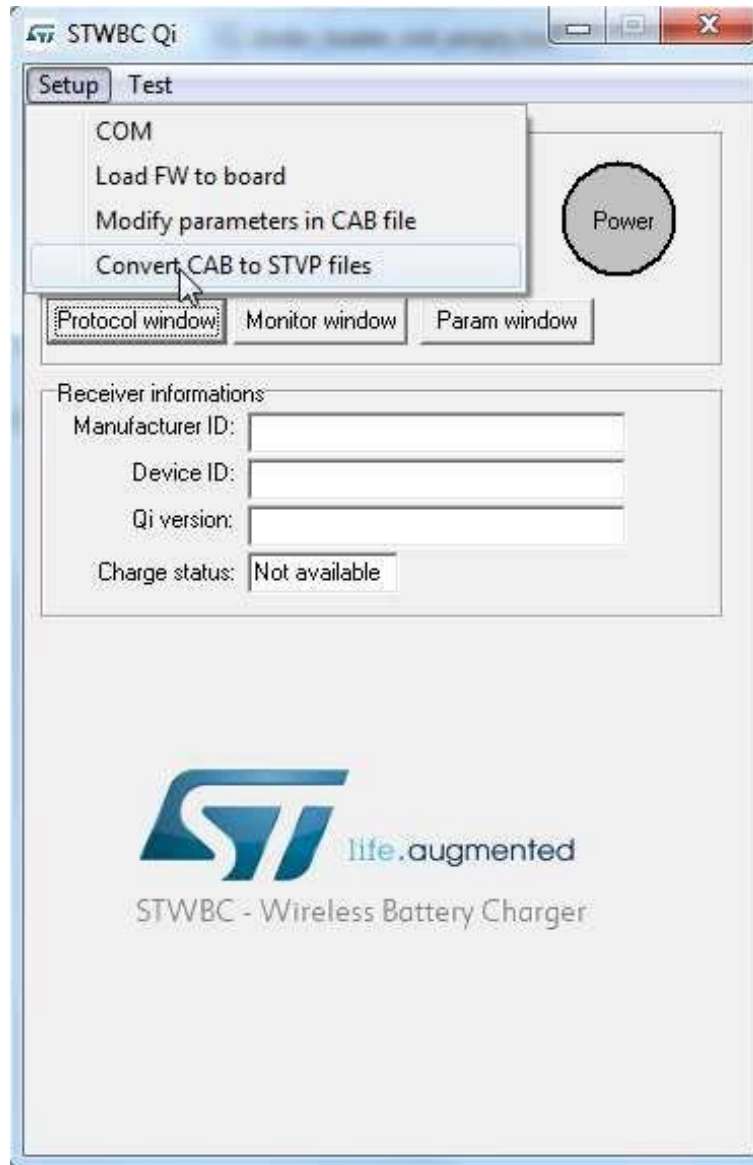 STWBC Qi
Setup Test
COM
Load FW to board
Modify parameters in CAB file
Convert CAB to STVP files
Power
Protocol window Monitor window Param window
Receiver informations
Manufacturer ID:
Device ID:
Qi version:
Charge status: Not available
ST life.augmented
STWBC - Wireless Battery Charger